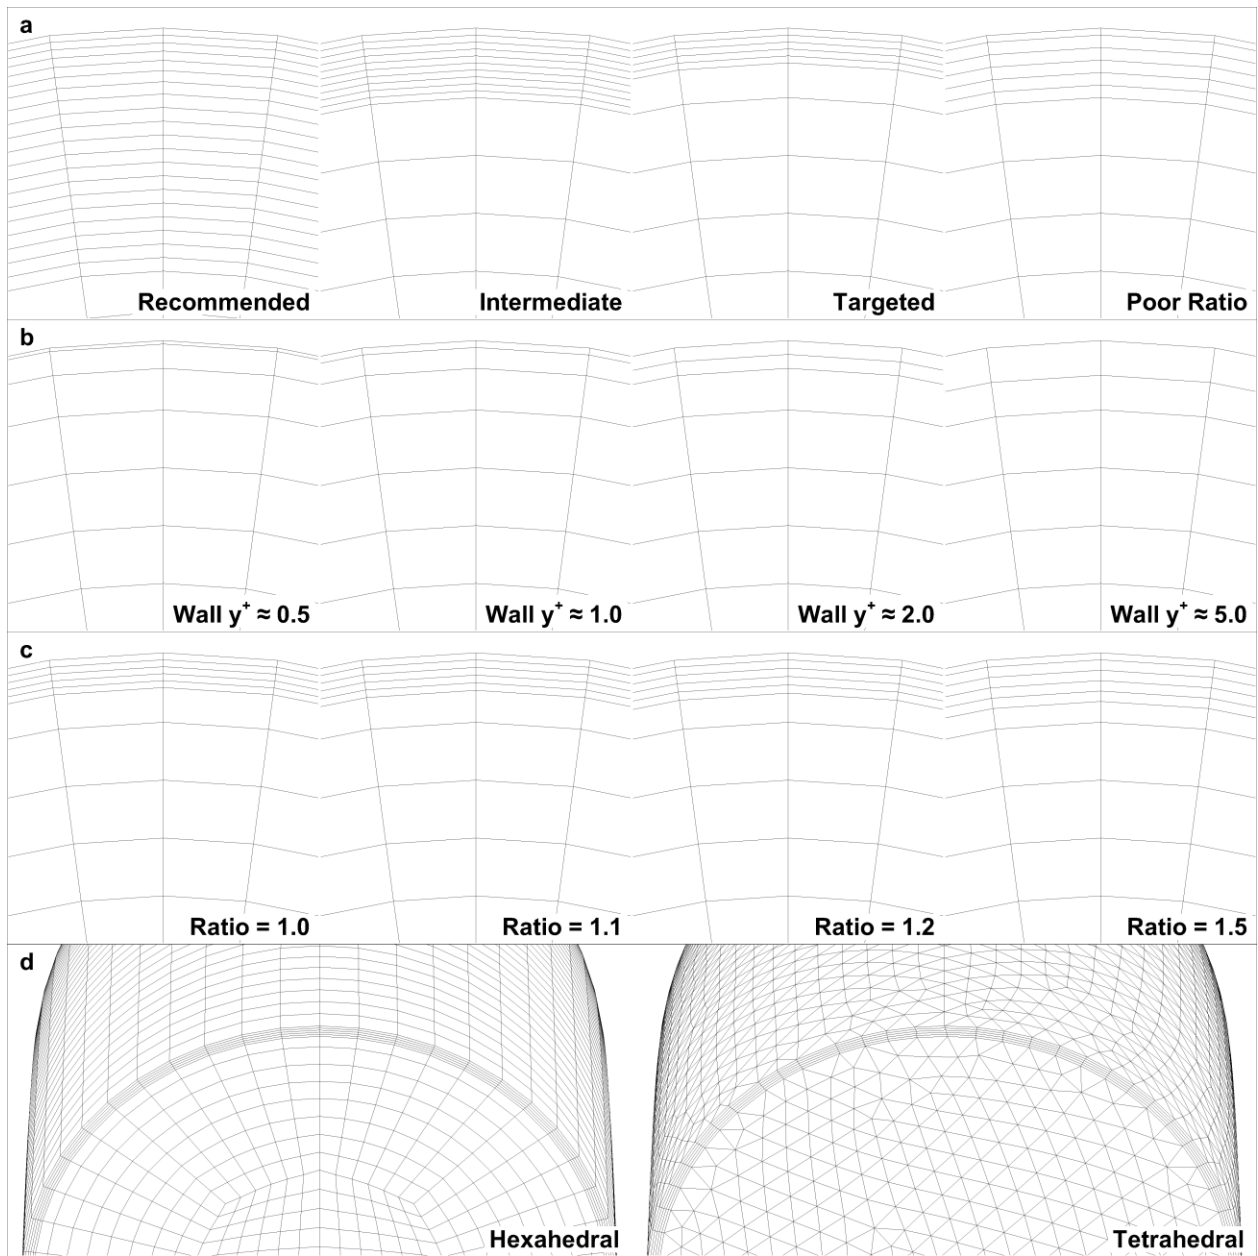 a
Recommended
Intermediate
Targeted
Poor Ratio
b
Wall y⁺ ≈ 0.5
Wall y⁺ ≈ 1.0
Wall y⁺ ≈ 2.0
Wall y⁺ ≈ 5.0
c
Ratio = 1.0
Ratio = 1.1
Ratio = 1.2
Ratio = 1.5
d
Hexahedral
Tetrahedral